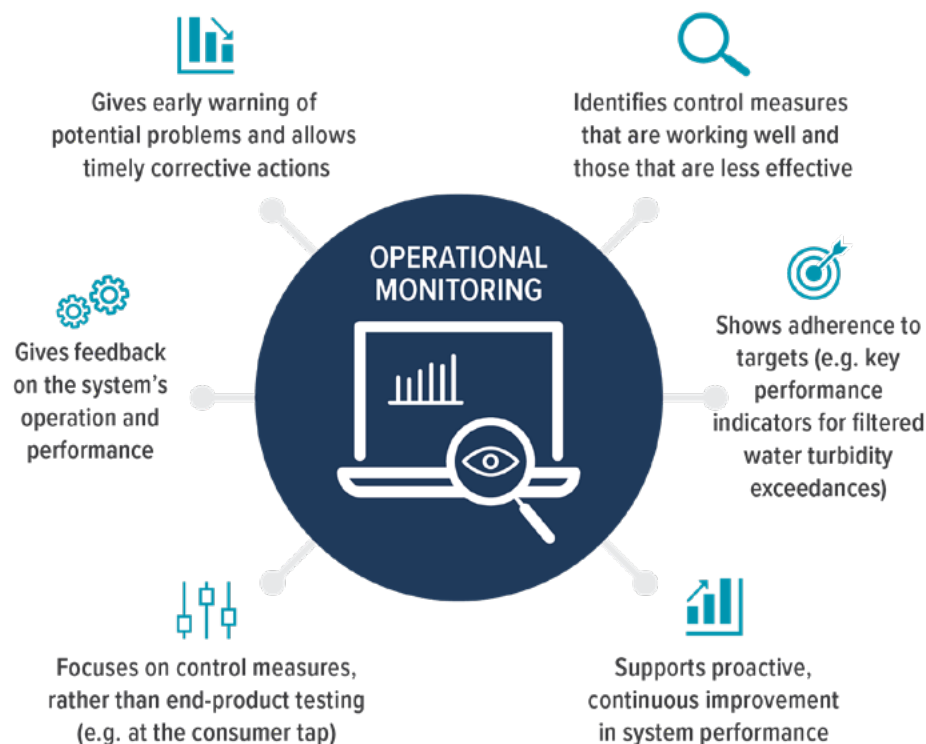 Gives early warning of
potential problems and allows
timely corrective actions
Identifies control measures
that are working well and
those that are less effective
OPERATIONAL
MONITORING
Gives feedback
on the system's
operation and
performance
Shows adherence to
targets (e.g. key
performance
indicators for filtered
water turbidity
exceedances)
Focuses on control measures,
rather than end-product testing
(e.g. at the consumer tap)
Supports proactive,
continuous improvement
in system performance